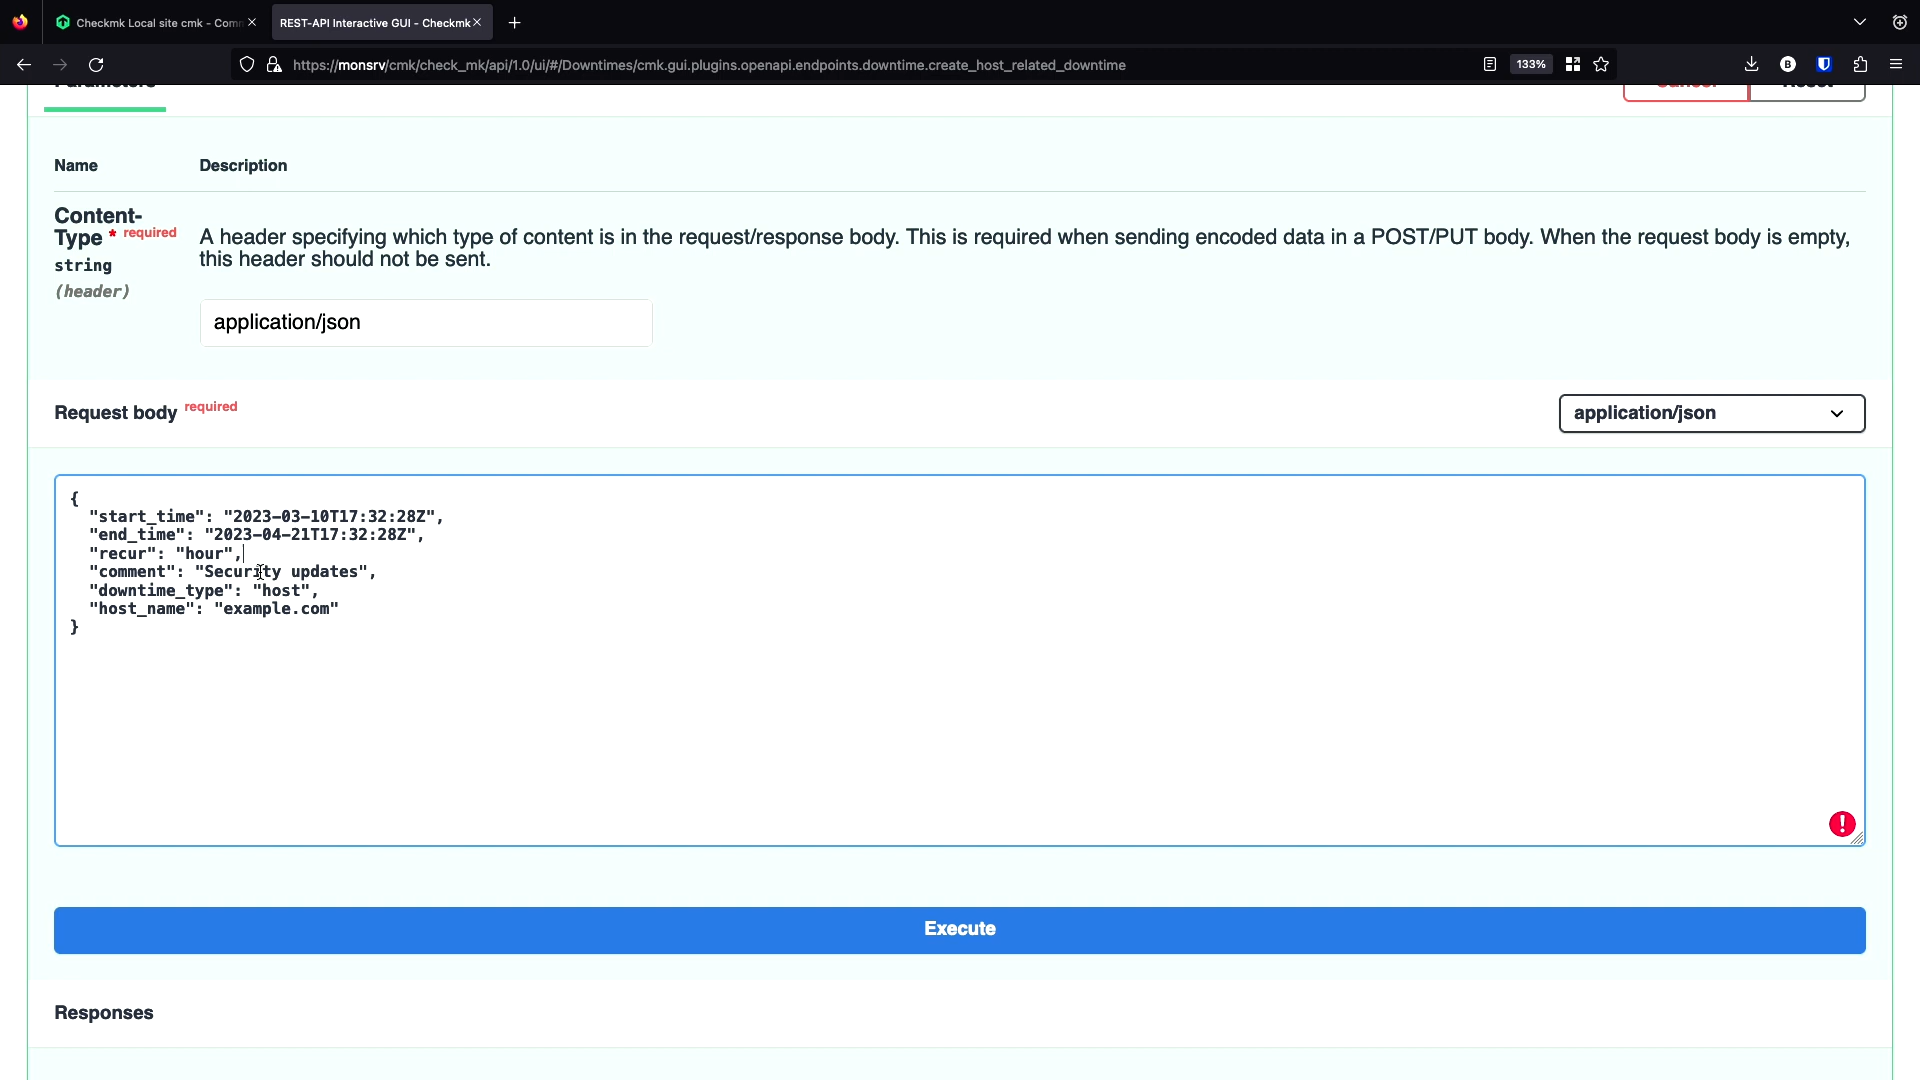 Checkmk Local site cmk - Com
REST-API Interactive GUI - Checkmk
https://monsrv/cmk/check_mk/api/1.0/ui/#/Downtimes/cmk.gui.plugins.openapi.endpoints.downtime.create_host_related_downtime
133%
B
Parameters
Cancel
Reset
Name
Description
Content-
Type * required
string
(header)
A header specifying which type of content is in the request/response body. This is required when sending encoded data in a POST/PUT body. When the request body is empty,
this header should not be sent.
application/json
Request body required
application/json
{
"start_time": "2023-03-10T17:32:28Z",
"end_time": "2023-04-21T17:32:28Z",
"recur": "hour",
"comment": "Security updates",
"downtime_type": "host",
"host_name": "example.com"
}
Execute
Responses